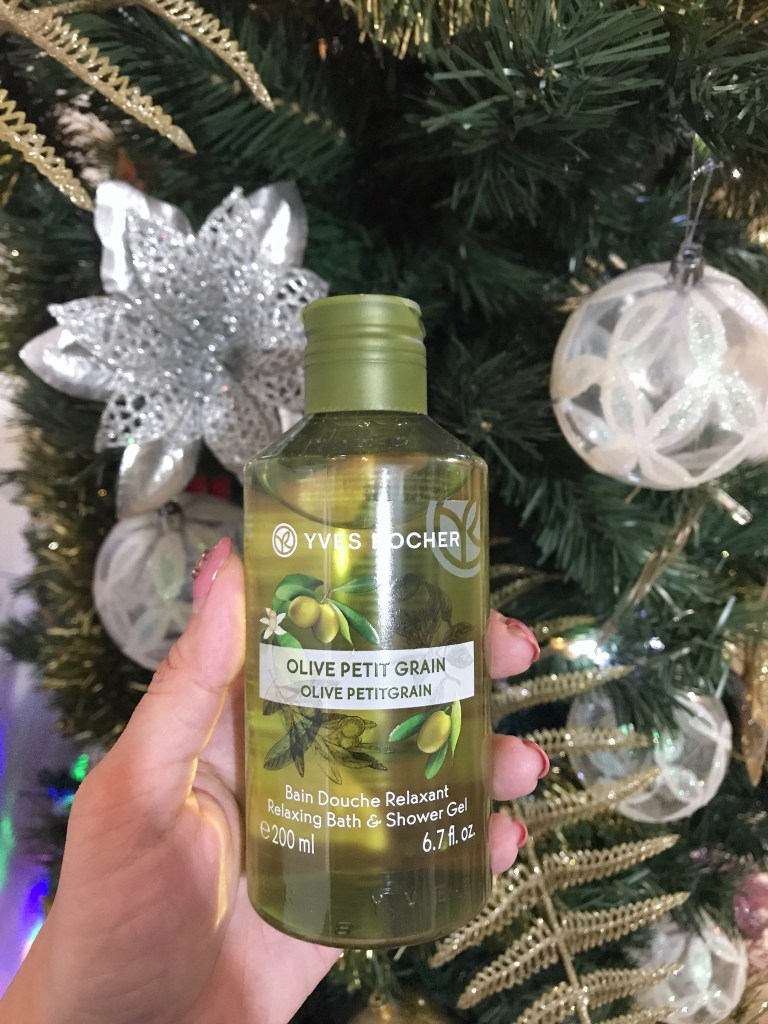 YVES ROCHER
OLIVE PETIT GRAIN
OLIVE PETITGRAIN
Bain Douche Relaxant
Relaxing Bath & Shower Gel
℮ 200 ml 6.7 fl. oz.